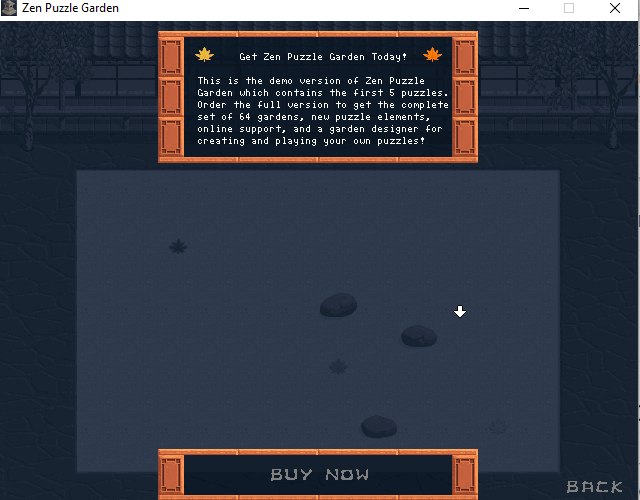 Zen Puzzle Garden
Get Zen Puzzle Garden Today!
This is the demo version of Zen Puzzle
Garden which contains the first 5 puzzles.
Order the full version to get the complete
set of 64 gardens, new puzzle elements,
online support, and a garden designer for
creating and playing your own puzzles!
BUY NOW
BACK